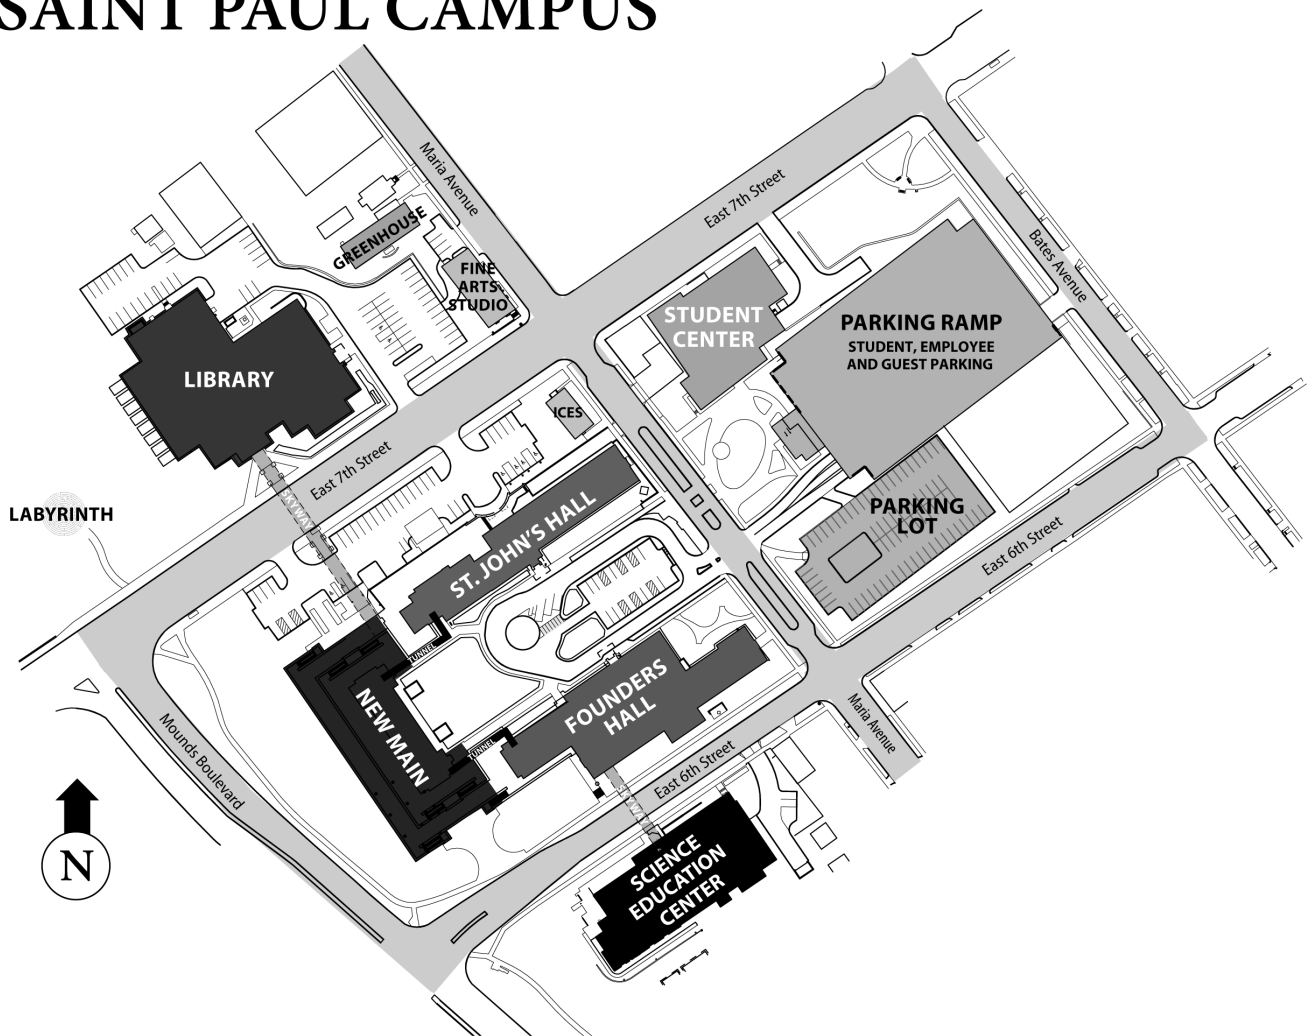 SAINT PAUL CAMPUS
Maria Avenue
East 7th Street
GREENHOUSE
Bates Avenue
FINE
ARTS
STUDIO
STUDENT
CENTER
PARKING RAMP
STUDENT, EMPLOYEE
AND GUEST PARKING
LIBRARY
ICES
East 7th Street
SKYWAY
LABYRINTH
ST. JOHN'S HALL
PARKING
LOT
East 6th Street
TUNNEL
NEW MAIN
FOUNDERS
HALL
TUNNEL
Maria Avenue
Mounds Boulevard
East 6th Street
SKYWAY
SCIENCE
EDUCATION
CENTER
N